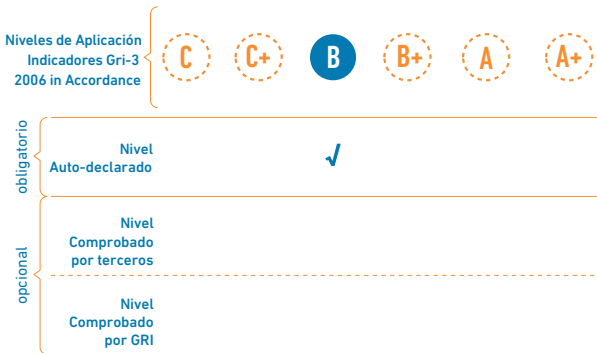 Niveles de Aplicación
Indicadores Gri-3
2006 in Accordance
C C+ B B+ A A+
obligatorio
Nivel
Auto-declarado
√
opcional
Nivel
Comprobado
por terceros
Nivel
Comprobado
por GRI